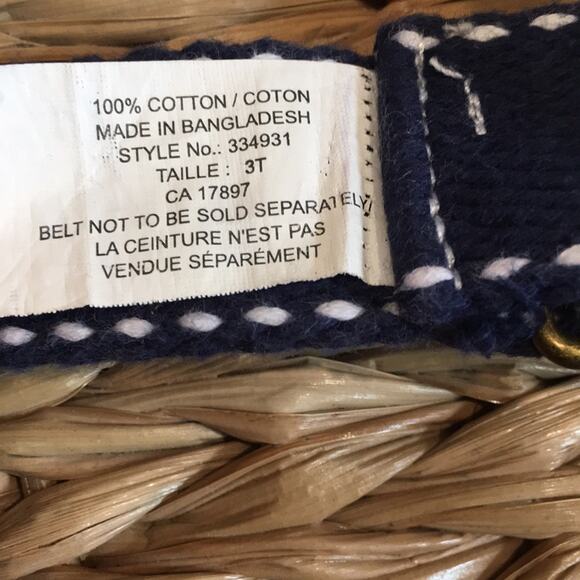 100% COTTON / COTON
MADE IN BANGLADESH
STYLE No.: 334931
TAILLE : 3T
CA 17897
BELT NOT TO BE SOLD SEPARATELY/
LA CEINTURE N'EST PAS
VENDUE SÉPARÉMENT